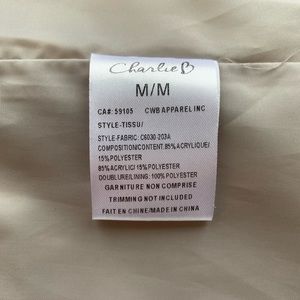 Charlie B
M/M
CA#: 59105 CWB APPAREL INC
STYLE-TISSU/
STYLE-FABRIC: C6030-203A
COMPOSITION/CONTENT: 85% ACRYLIQUE/
15% POLYESTER
85% ACRYLIC/ 15% POLYESTER
DOUBLURE/LINING: 100% POLYESTER
GARNITURE NON COMPRISE
TRIMMING NOT INCLUDED
FAIT EN CHINE/MADE IN CHINA